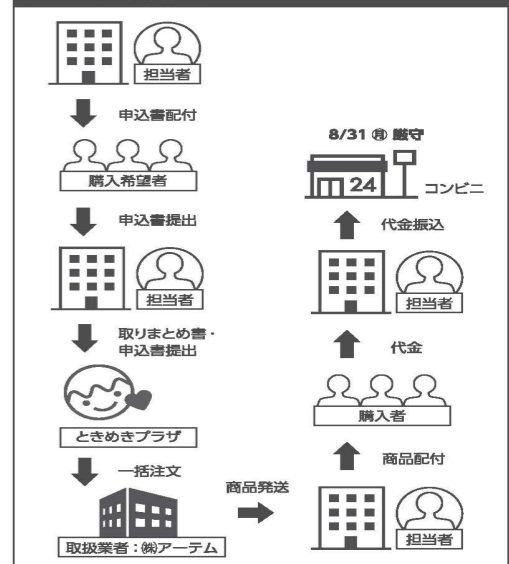 担当者
申込書配付
購入希望者
申込書提出
担当者
取りまとめ書・
申込書提出
ときめきプラザ
一括注文
取扱業者：㈱アーテム
商品発送
担当者
商品配付
購入者
代金
担当者
代金振込
8/31 ㊊ 厳守
24
コンビニ